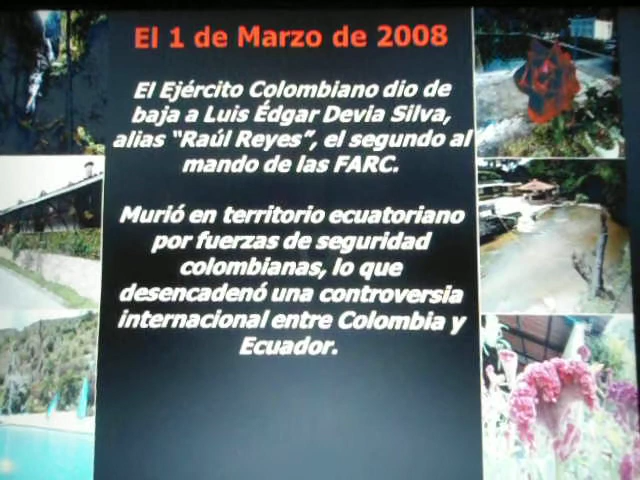 El 1 de Marzo de 2008
El Ejército Colombiano dio de
baja a Luis Édgar Devia Silva,
alias "Raúl Reyes", el segundo al
mando de las FARC.
Murió en territorio ecuatoriano
por fuerzas de seguridad
colombianas, lo que
desencadenó una controversia
internacional entre Colombia y
Ecuador.